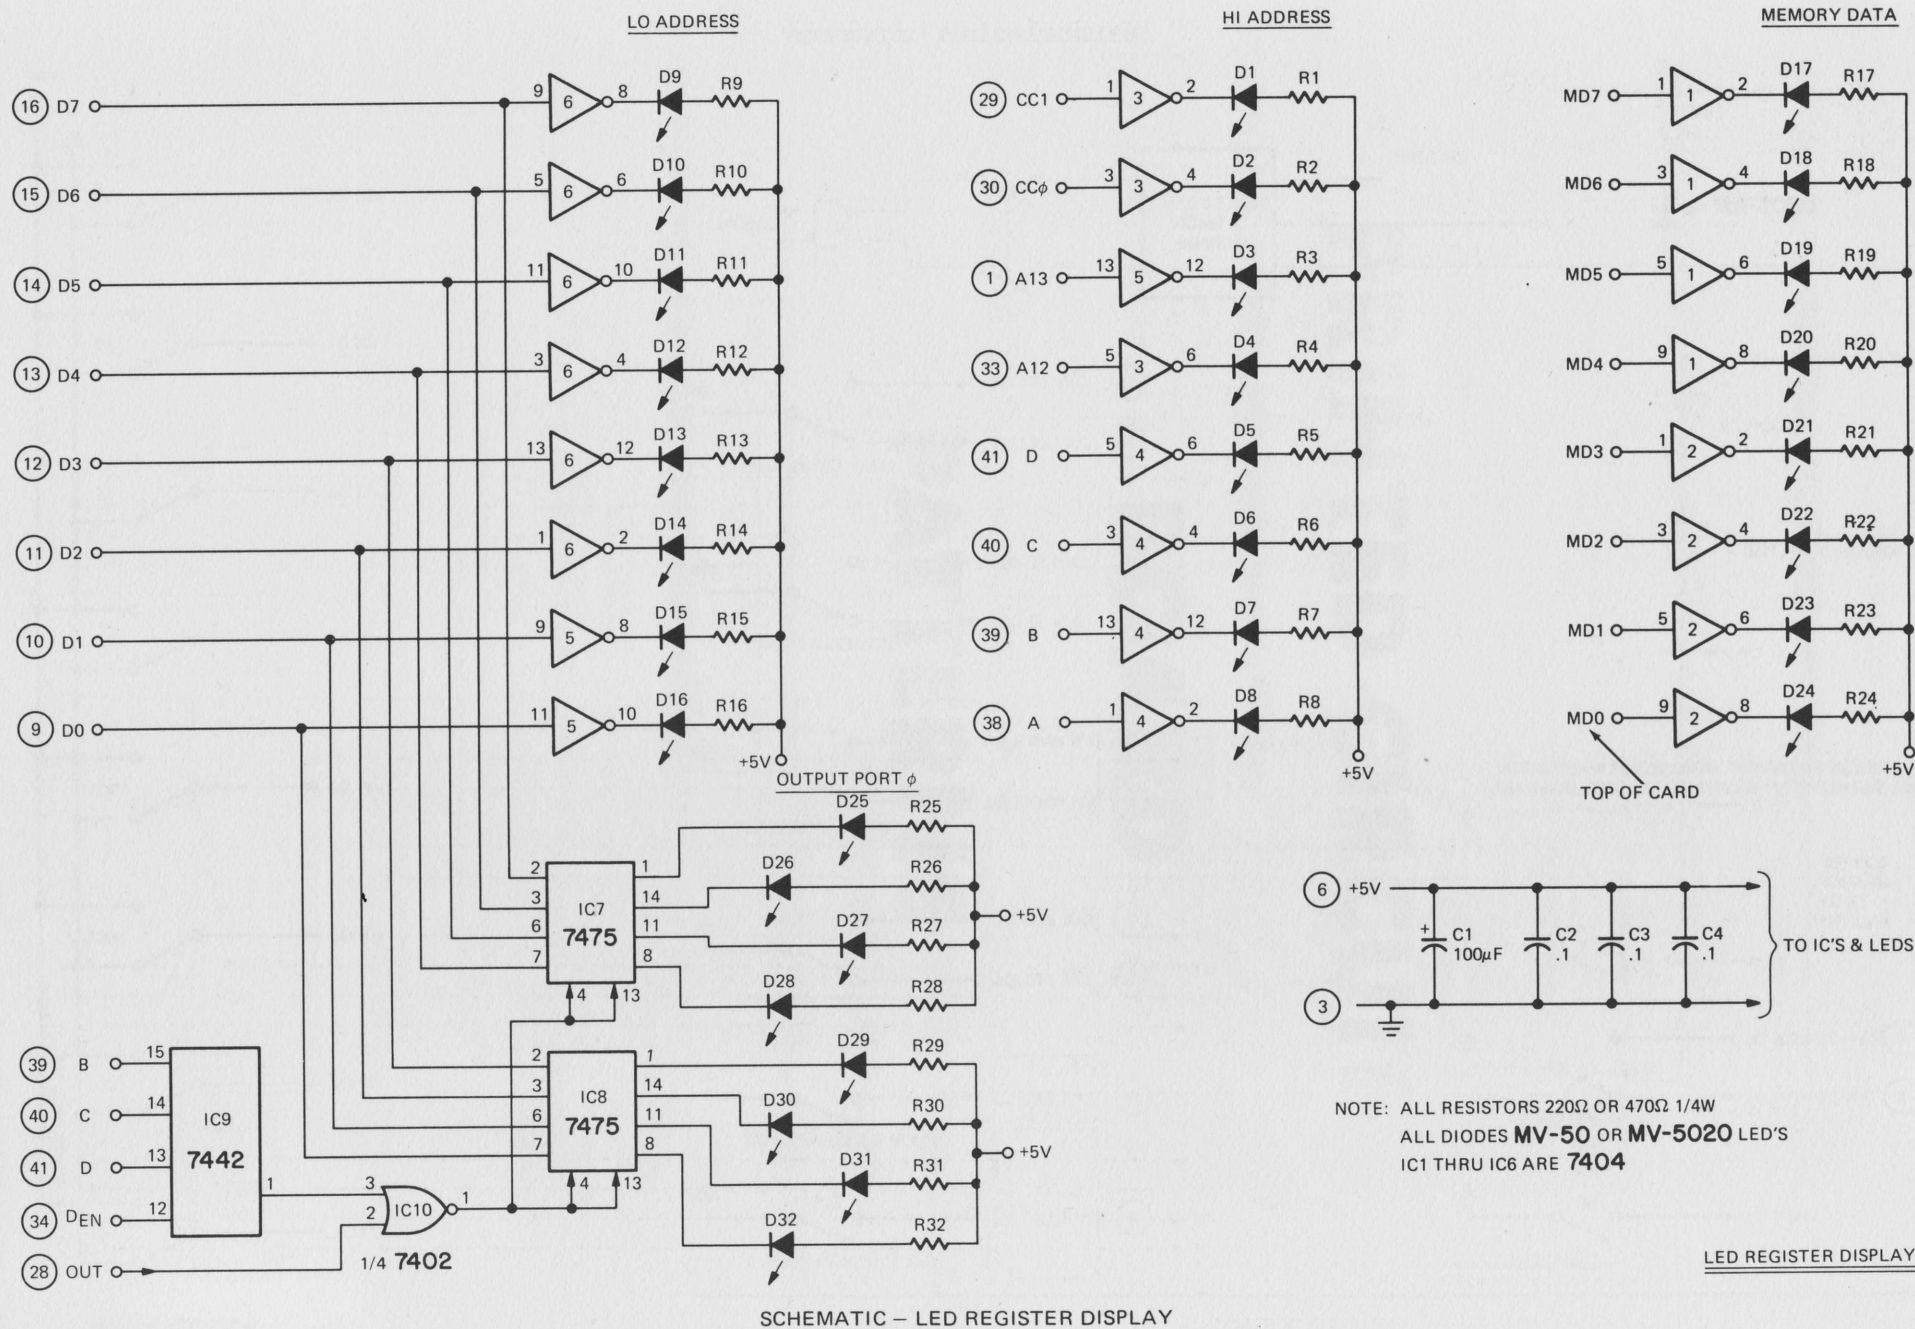 LO ADDRESS
HI ADDRESS
MEMORY DATA
16 D7 9 6 8 D9 R9
15 D6 5 6 6 D10 R10
14 D5 11 6 10 D11 R11
13 D4 3 6 4 D12 R12
12 D3 13 6 12 D13 R13
11 D2 1 6 2 D14 R14
10 D1 9 5 8 D15 R15
9 D0 11 5 10 D16 R16
+5V
29 CC1 1 3 2 D1 R1
30 CCφ 3 3 4 D2 R2
1 A13 13 5 12 D3 R3
33 A12 5 3 6 D4 R4
41 D 5 4 6 D5 R5
40 C 3 4 4 D6 R6
39 B 13 4 12 D7 R7
38 A 1 4 2 D8 R8
+5V
MD7 1 1 2 D17 R17
MD6 3 1 4 D18 R18
MD5 5 1 6 D19 R19
MD4 9 1 8 D20 R20
MD3 1 2 2 D21 R21
MD2 3 2 4 D22 R22
MD1 5 2 6 D23 R23
MD0 9 2 8 D24 R24
+5V
TOP OF CARD
OUTPUT PORT φ
D25 R25
2 1 D26 R26
3 IC7 14
6 7475 11 D27 R27 +5V
7 8
D28 R28
4 13
D29 R29
2 1
3 IC8 14 D30 R30
6 7475 11
7 8 D31 R31 +5V
4 13
D32 R32
39 B 15
40 C 14 IC9
41 D 13 7442
34 DEN 12 1 3 IC10 1
28 OUT 2
1/4 7402
6 +5V
+ C1 C2 C3 C4
100μF .1 .1 .1
TO IC'S & LEDS
3
NOTE: ALL RESISTORS 220Ω OR 470Ω 1/4W
ALL DIODES MV-50 OR MV-5020 LED'S
IC1 THRU IC6 ARE 7404
LED REGISTER DISPLAY
SCHEMATIC – LED REGISTER DISPLAY